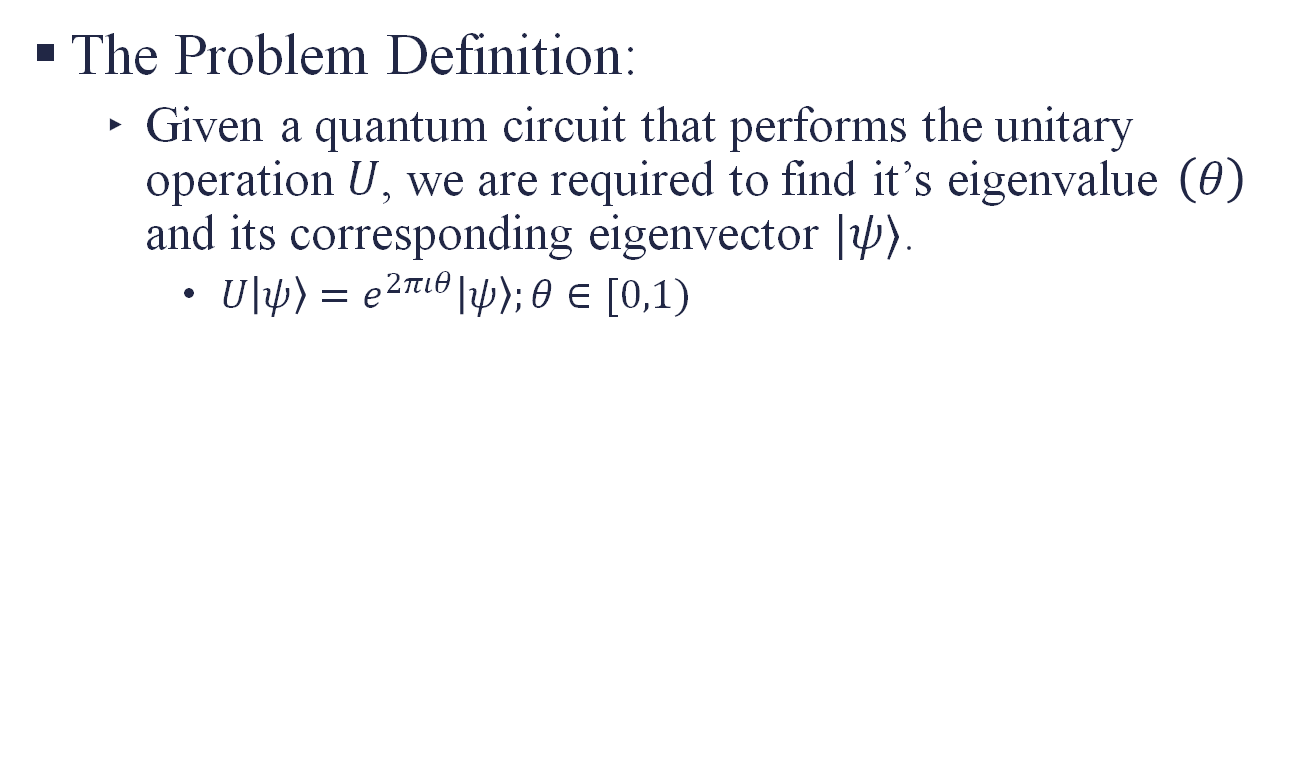 ▪ The Problem Definition:
‣ Given a quantum circuit that performs the unitary
operation U, we are required to find it’s eigenvalue (θ)
and its corresponding eigenvector |ψ⟩.
• U|ψ⟩ = e^{2πιθ}|ψ⟩; θ ∈ [0,1)